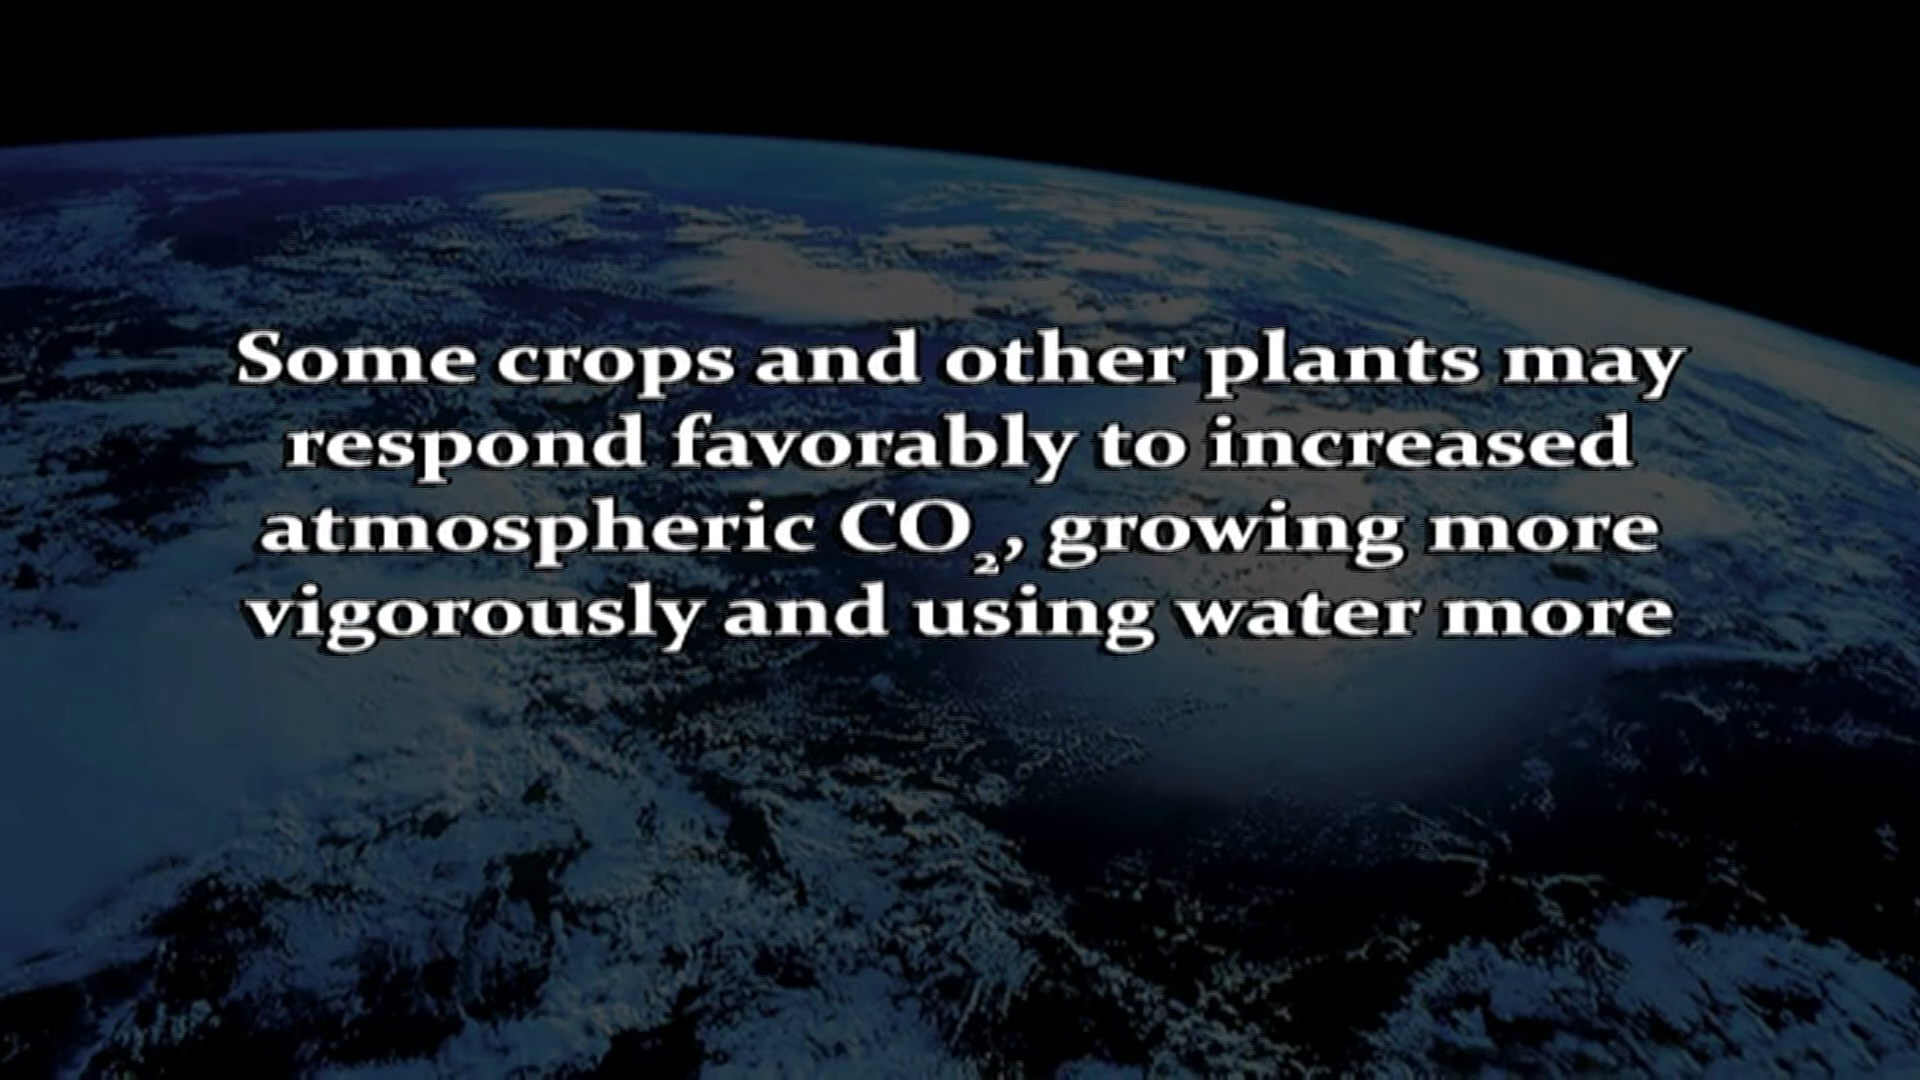 Some crops and other plants may
respond favorably to increased
atmospheric CO₂, growing more
vigorously and using water more